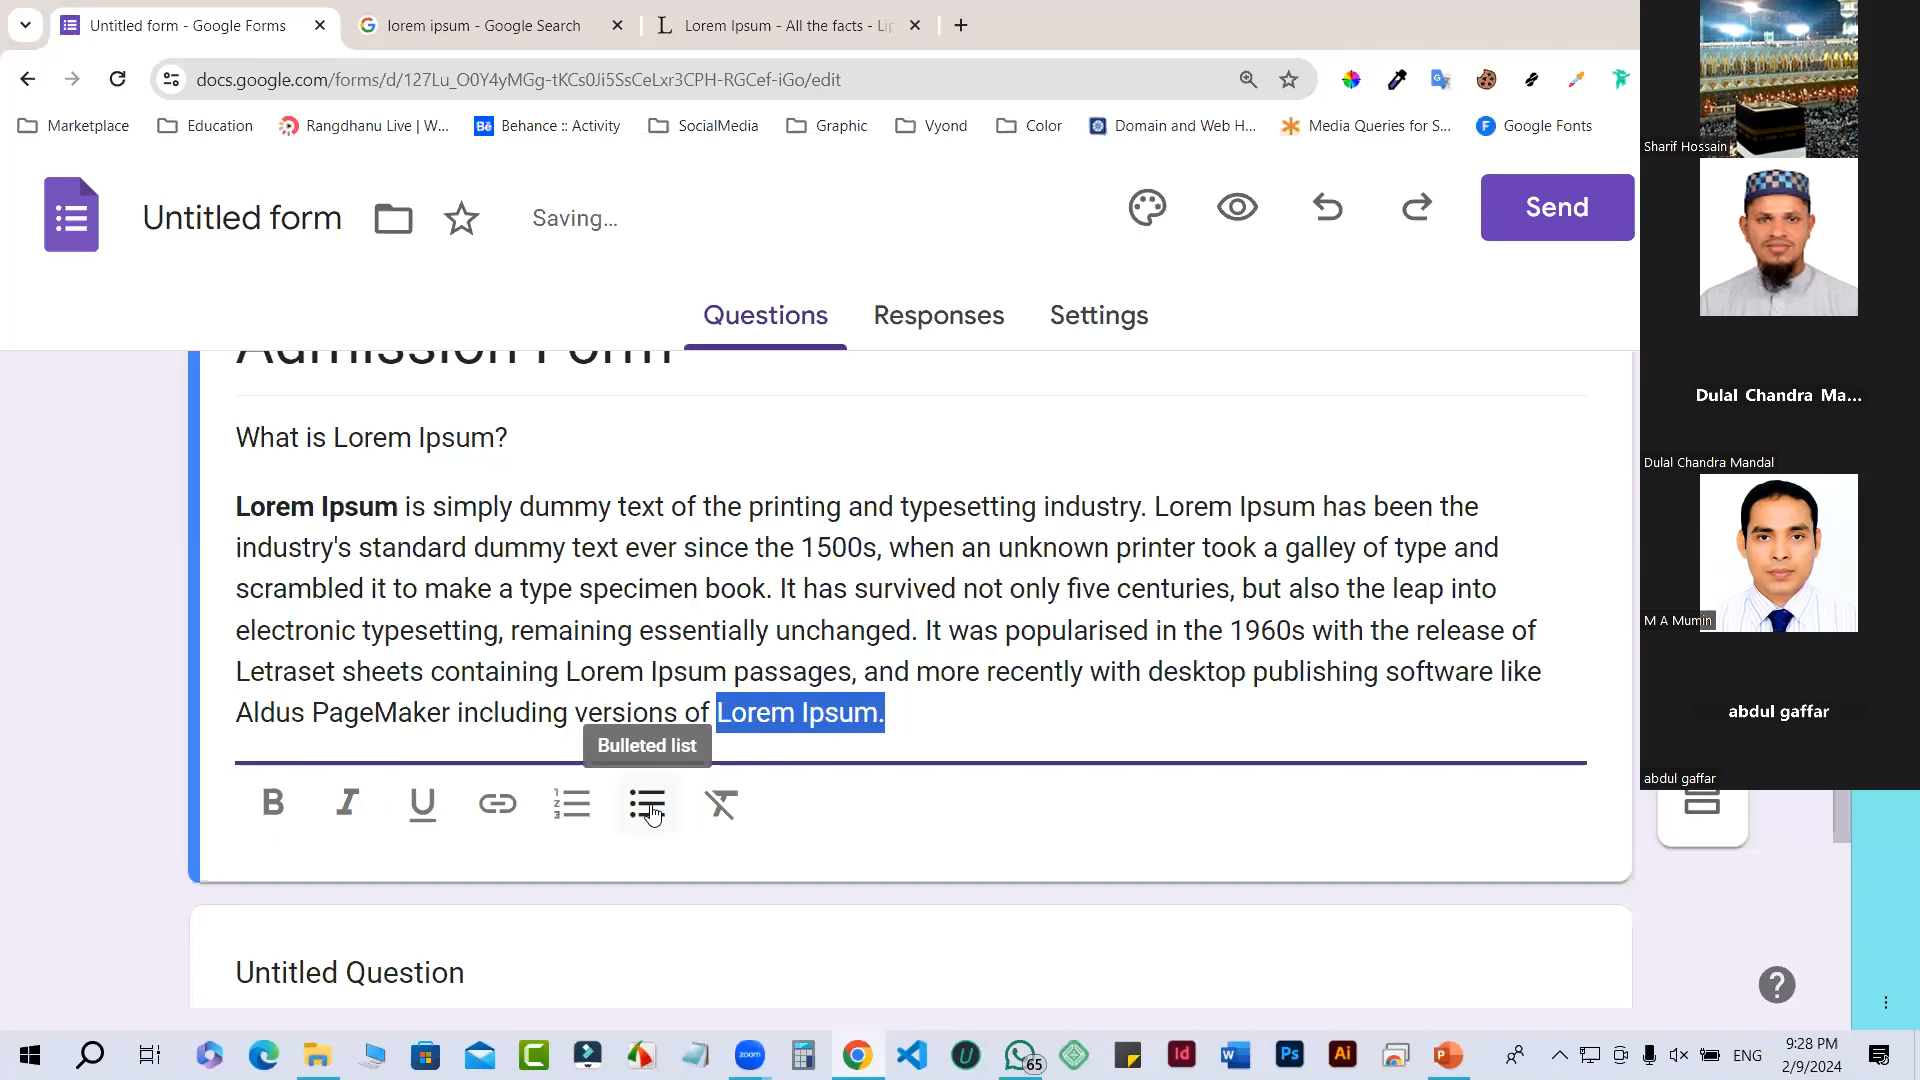 Untitled form - Google Forms
lorem ipsum - Google Search
Lorem Ipsum - All the facts - Lip
docs.google.com/forms/d/127Lu_O0Y4yMGg-tKCs0Ji5SsCeLxr3CPH-RGCef-iGo/edit
Marketplace
Education
Rangdhanu Live | W...
Behance :: Activity
SocialMedia
Graphic
Vyond
Color
Domain and Web H...
Media Queries for S...
Google Fonts
Untitled form
Saving...
Send
Questions
Responses
Settings
Admission Form
What is Lorem Ipsum?
Lorem Ipsum is simply dummy text of the printing and typesetting industry. Lorem Ipsum has been the
industry's standard dummy text ever since the 1500s, when an unknown printer took a galley of type and
scrambled it to make a type specimen book. It has survived not only five centuries, but also the leap into
electronic typesetting, remaining essentially unchanged. It was popularised in the 1960s with the release of
Letraset sheets containing Lorem Ipsum passages, and more recently with desktop publishing software like
Aldus PageMaker including versions of Lorem Ipsum.
Bulleted list
Untitled Question
Sharif Hossain
Dulal Chandra Ma...
Dulal Chandra Mandal
M A Mumin
abdul gaffar
abdul gaffar
zoom
65
ENG
9:28 PM
2/9/2024